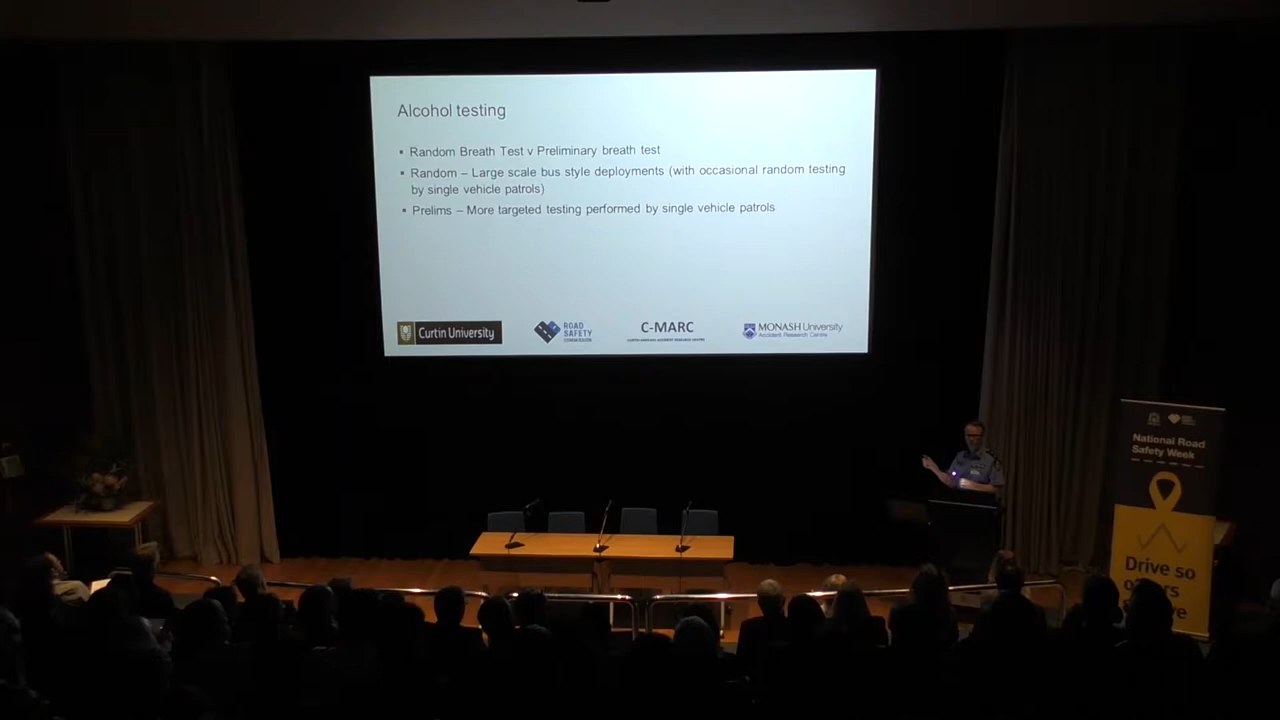 Alcohol testing
▪ Random Breath Test v Preliminary breath test
▪ Random – Large scale bus style deployments (with occasional random testing
by single vehicle patrols)
▪ Prelims – More targeted testing performed by single vehicle patrols
Curtin University
ROAD
SAFETY
COMMISSION
C-MARC
MONASH University
Accident Research Centre
National Road
Safety Week
Drive so